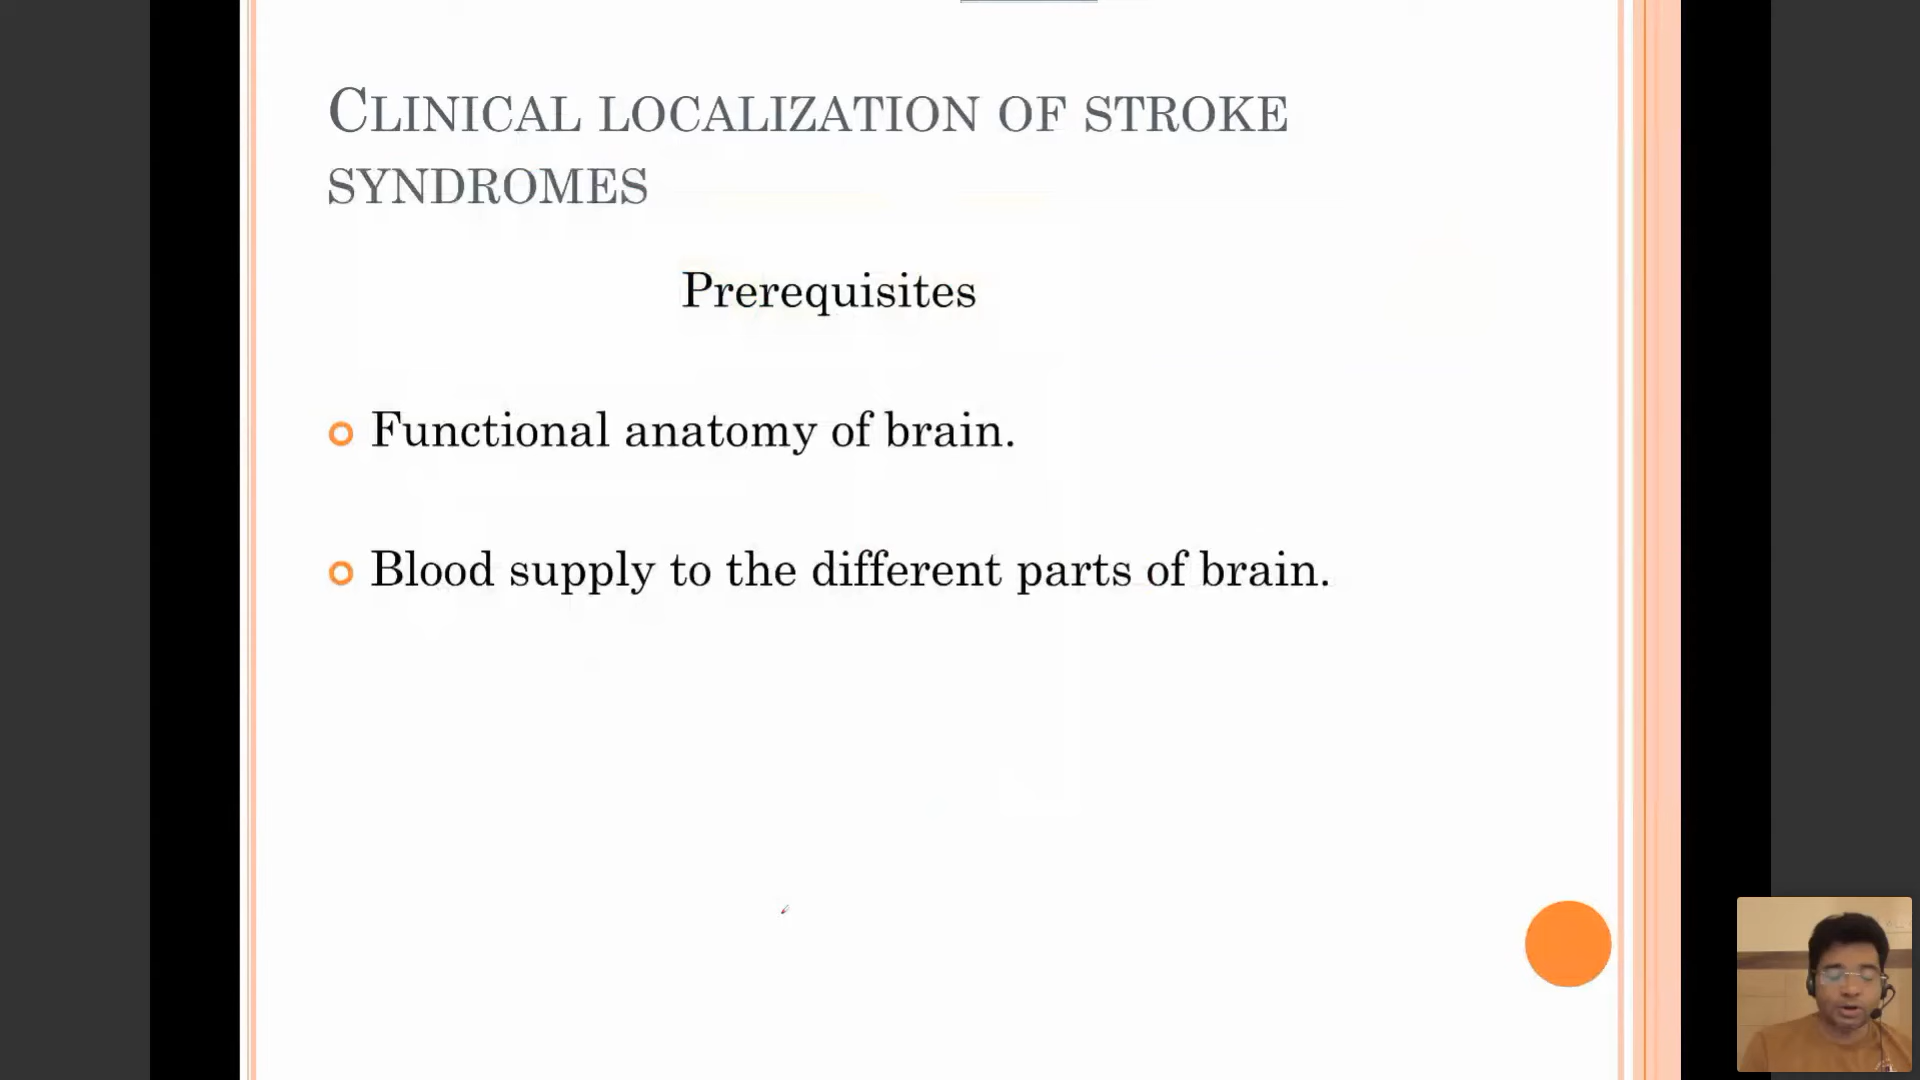 CLINICAL LOCALIZATION OF STROKE
SYNDROMES
Prerequisites
Functional anatomy of brain.
Blood supply to the different parts of brain.